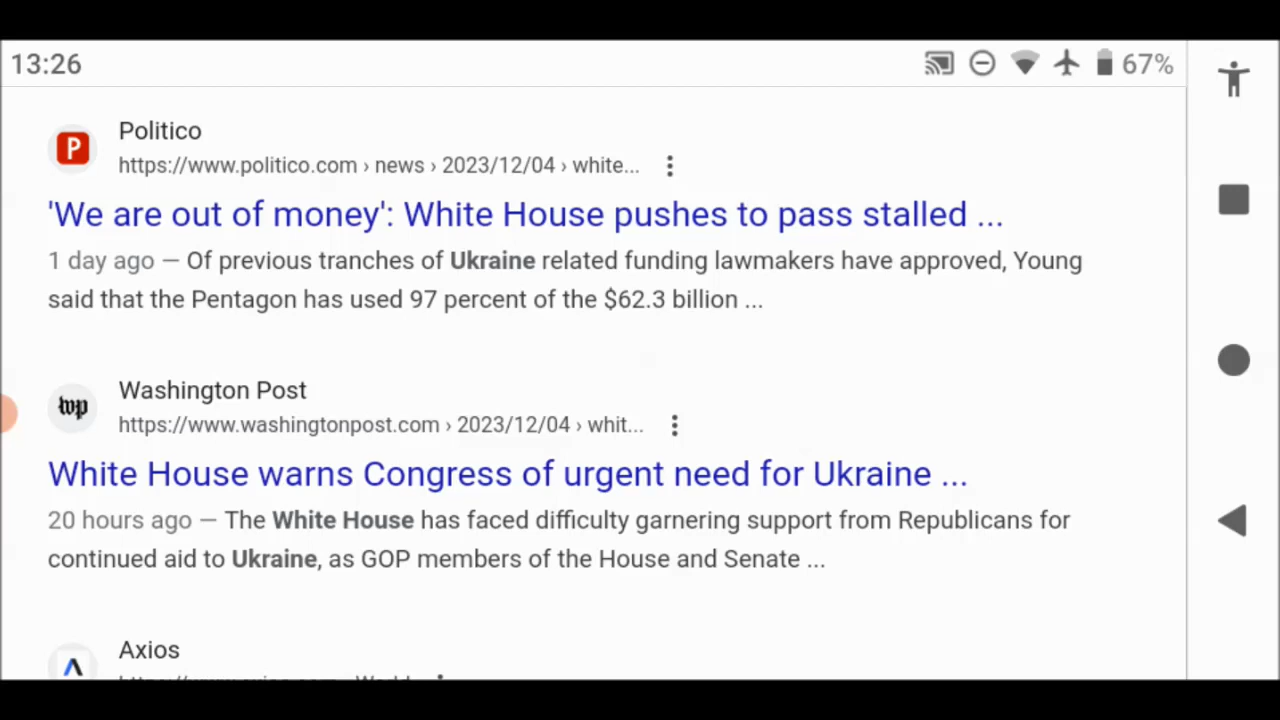 13:26
67%
Politico
https://www.politico.com › news › 2023/12/04 › white...
'We are out of money': White House pushes to pass stalled ...
1 day ago — Of previous tranches of Ukraine related funding lawmakers have approved, Young
said that the Pentagon has used 97 percent of the $62.3 billion ...
Washington Post
https://www.washingtonpost.com › 2023/12/04 › whit...
White House warns Congress of urgent need for Ukraine ...
20 hours ago — The White House has faced difficulty garnering support from Republicans for
continued aid to Ukraine, as GOP members of the House and Senate ...
Axios